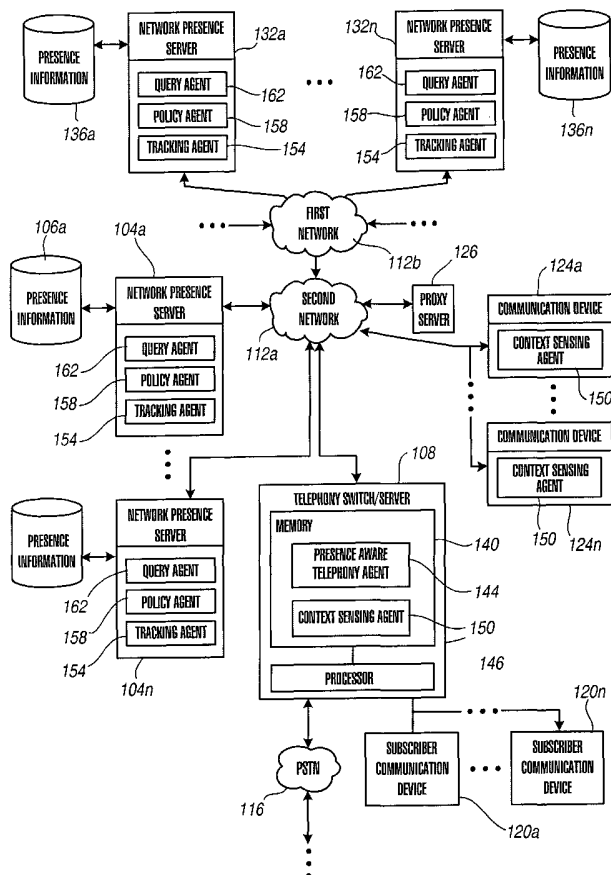 PRESENCE
INFORMATION
136a
NETWORK PRESENCE
SERVER
132a
QUERY AGENT
162
POLICY AGENT
158
TRACKING AGENT
154
132n
NETWORK PRESENCE
SERVER
162
QUERY AGENT
158
POLICY AGENT
154
TRACKING AGENT
PRESENCE
INFORMATION
136n
FIRST
NETWORK
112b
106a
PRESENCE
INFORMATION
104a
NETWORK PRESENCE
SERVER
QUERY AGENT
162
POLICY AGENT
158
TRACKING AGENT
154
SECOND
NETWORK
112a
126
PROXY
SERVER
124a
COMMUNICATION DEVICE
CONTEXT SENSING
AGENT
150
COMMUNICATION DEVICE
CONTEXT SENSING
AGENT
150
124n
PRESENCE
INFORMATION
NETWORK PRESENCE
SERVER
QUERY AGENT
162
POLICY AGENT
158
TRACKING AGENT
154
104n
108
TELEPHONY SWITCH/SERVER
MEMORY
140
PRESENCE AWARE
TELEPHONY AGENT
144
CONTEXT SENSING AGENT
150
PROCESSOR
146
PSTN
116
SUBSCRIBER
COMMUNICATION
DEVICE
120a
120n
SUBSCRIBER
COMMUNICATION
DEVICE